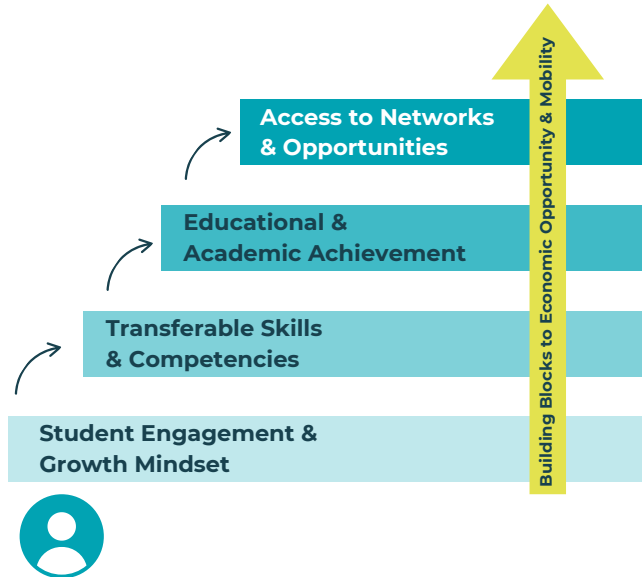 Access to Networks
& Opportunities
Educational &
Academic Achievement
Transferable Skills
& Competencies
Student Engagement &
Growth Mindset
Building Blocks to Economic Opportunity & Mobility